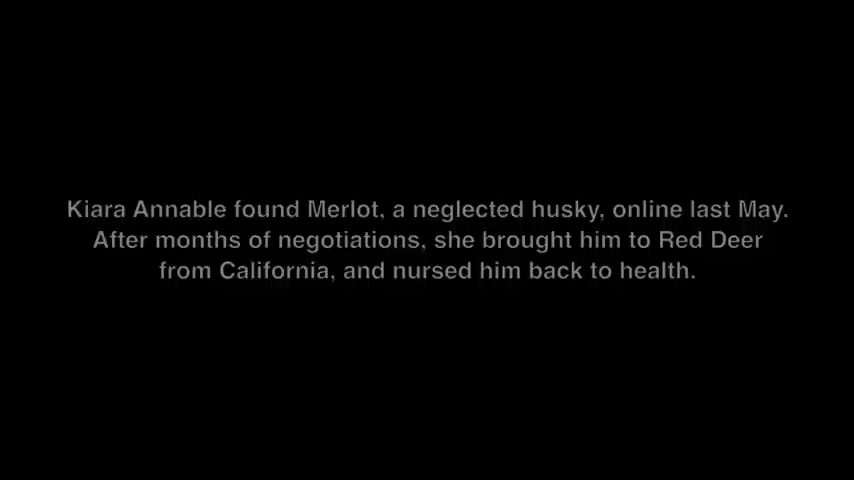 Kiara Annable found Merlot, a neglected husky, online last May.
After months of negotiations, she brought him to Red Deer
from California, and nursed him back to health.